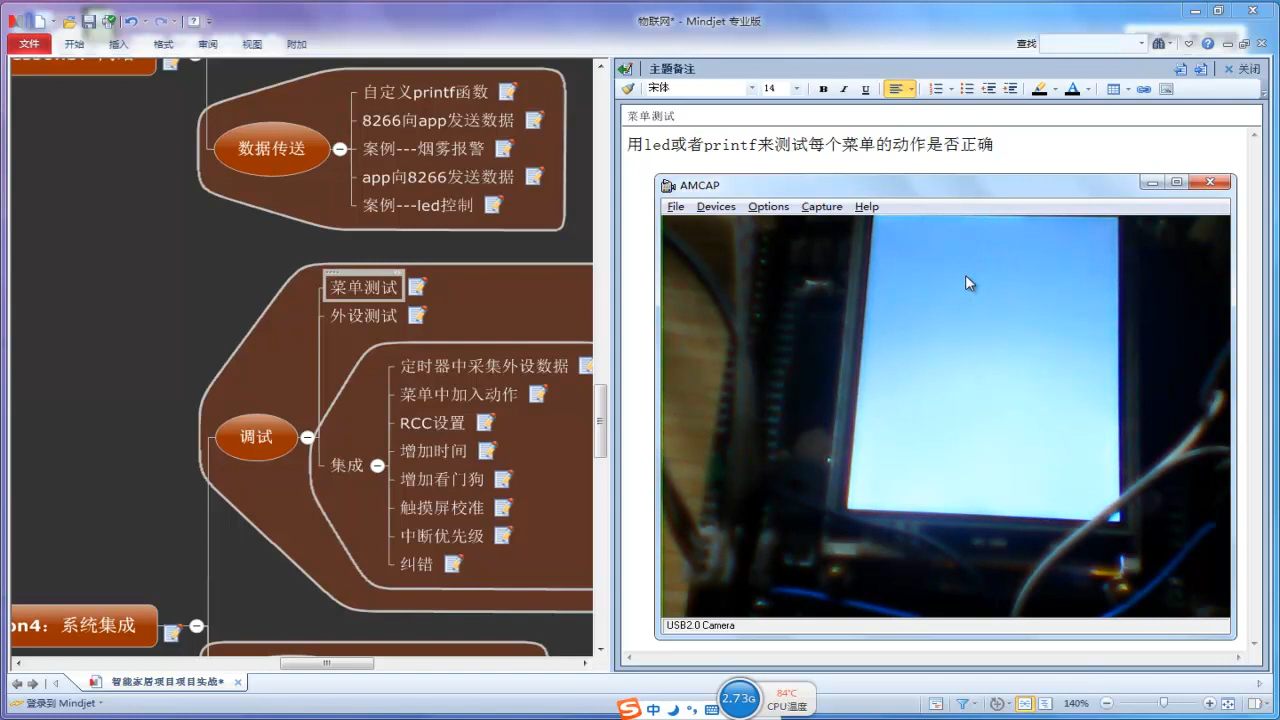 物联网* - Mindjet 专业版
文件 开始 插入 格式 审阅 视图 附加 查找
数据传送
自定义printf函数
8266向app发送数据
案例---烟雾报警
app向8266发送数据
案例---led控制
调试
菜单测试
外设测试
集成
定时器中采集外设数据
菜单中加入动作
RCC设置
增加时间
增加看门狗
触摸屏校准
中断优先级
纠错
on4：系统集成
主题备注 关闭
宋体 14 B I U
菜单测试
用led或者printf来测试每个菜单的动作是否正确
AMCAP
File Devices Options Capture Help
USB2.0 Camera
智能家居项目项目实战*
登录到 Mindjet
中
2.73G
84℃
CPU温度
140%